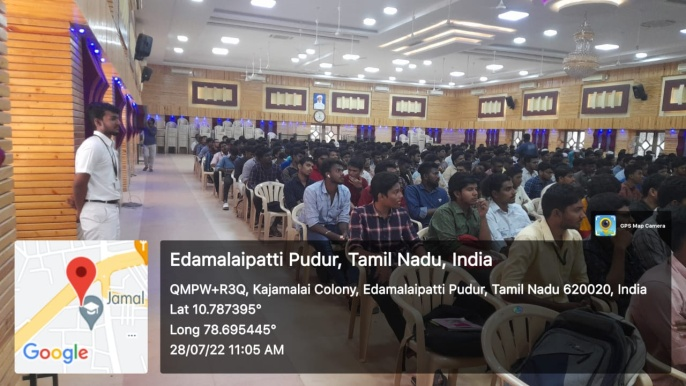 GPS Map Camera
Edamalaipatti Pudur, Tamil Nadu, India
QMPW+R3Q, Kajamalai Colony, Edamalaipatti Pudur, Tamil Nadu 620020, India
Lat 10.787395°
Long 78.695445°
28/07/22 11:05 AM
Jamal
Google